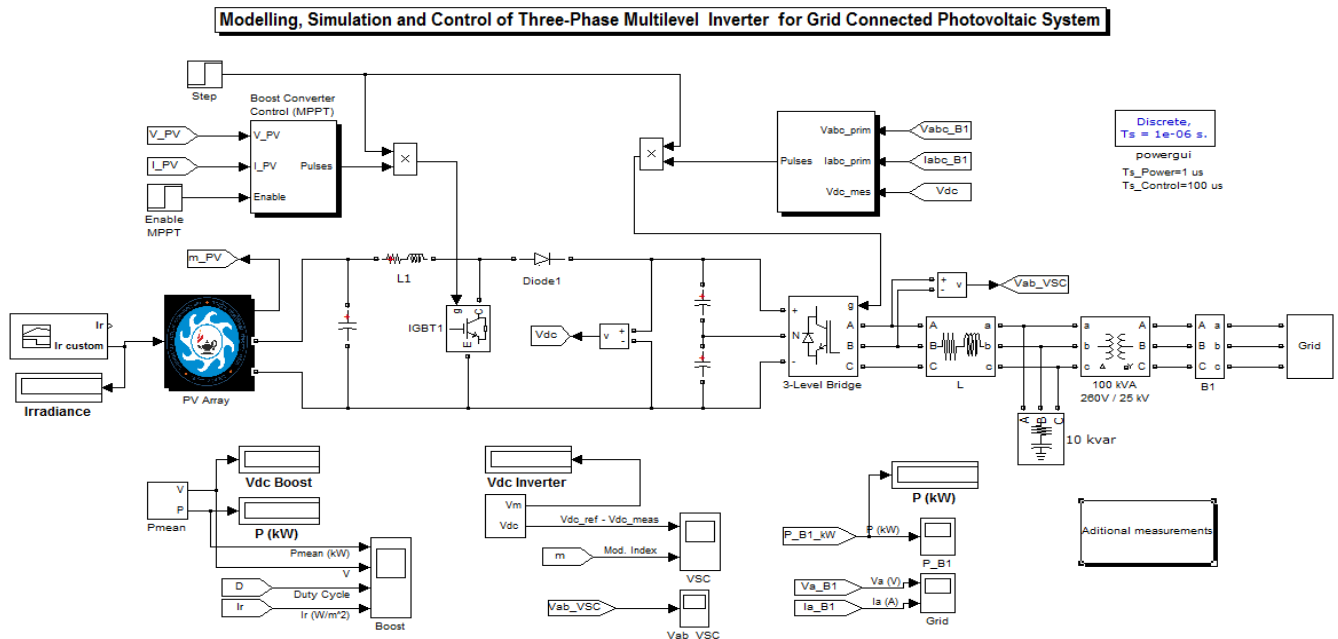 Modelling, Simulation and Control of Three-Phase Multilevel Inverter for Grid Connected Photovoltaic System
Step
Boost Converter
Control (MPPT)
V_PV
I_PV
Enable
MPPT
V_PV
I_PV
Enable
Pulses
×
×
Pulses
Vabc_prim
Iabc_prim
Vdc_mes
Vabc_B1
Iabc_B1
Vdc
Discrete,
Ts = 1e-06 s.
powergui
Ts_Power=1 us
Ts_Control=100 us
m_PV
Ir
Ir custom
Irradiance
PV Array
+
L1
g
C
E
IGBT1
Diode1
Vdc
v
+
-
+
+
g
+
N
-
A
B
C
3-Level Bridge
+
-
v
Vab_VSC
A
B
C
a
b
c
L
A
B
C
10 kvar
a
b
c
A
B
C
Δ
Y
100 kVA
260V / 25 kV
A
B
C
a
b
c
B1
Grid
V
P
Pmean
Vdc Boost
P (kW)
Pmean (kW)
V
D
Duty Cycle
Ir
Ir (W/m^2)
Boost
Vdc Inverter
Vm
Vdc
Vdc_ref - Vdc_meas
m
Mod. Index
VSC
Vab_VSC
Vab_VSC
P (kW)
P_B1_kW
P (kW)
P_B1
Va_B1
Va (V)
Ia_B1
Ia (A)
Grid
Aditional measurements